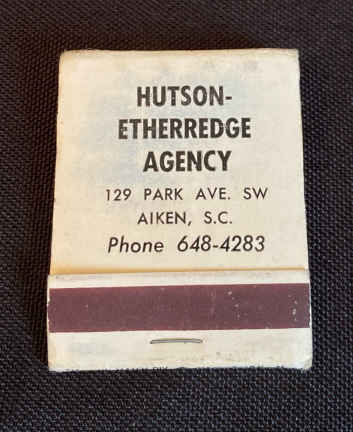 HUTSON-
ETHERREDGE
AGENCY
129 PARK AVE. SW
AIKEN, S.C.
Phone 648-4283